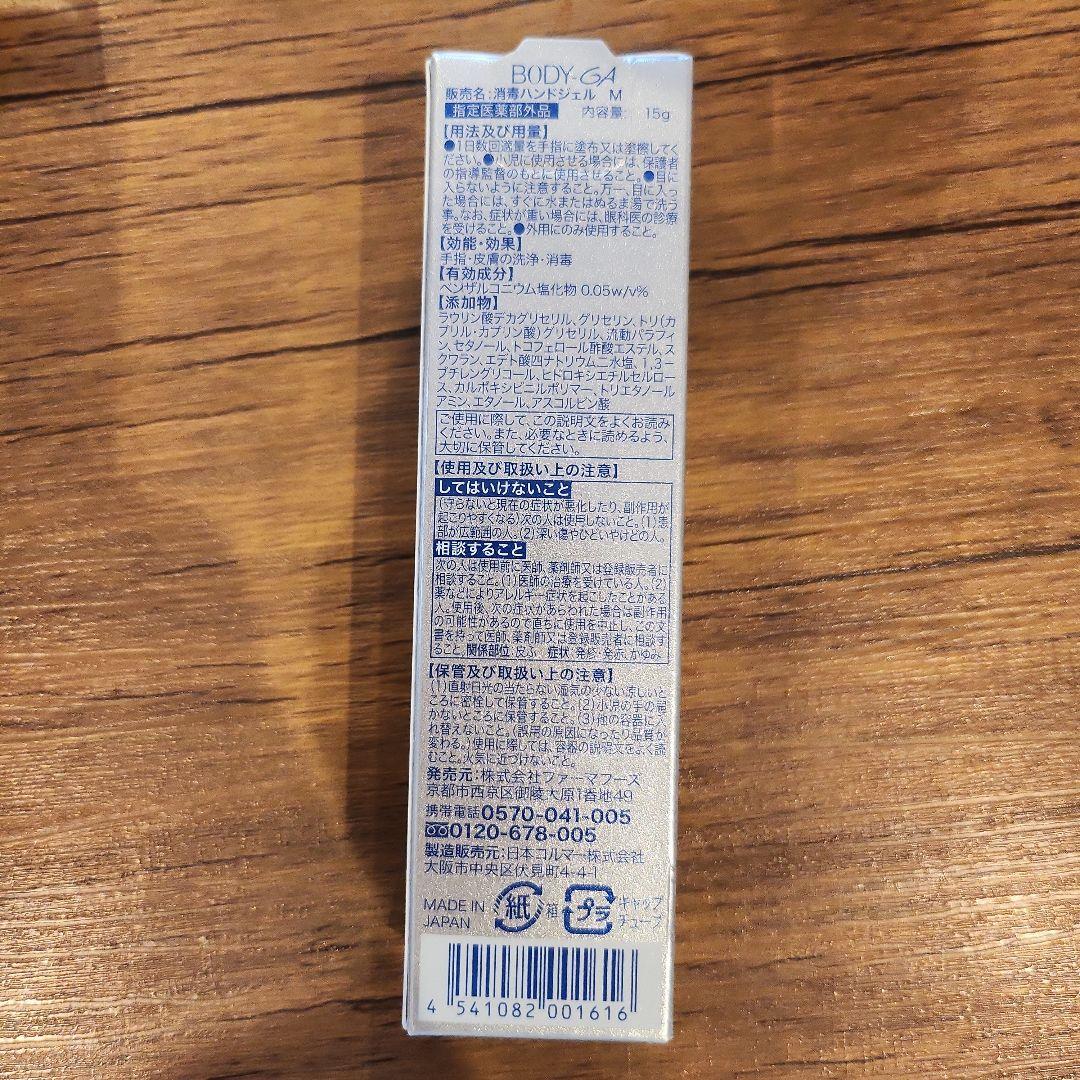 BODY-GA
販売名:消毒ハンドジェル M
指定医薬部外品 内容量: 15g
【用法及び用量】
●1日数回適量を手指に塗布又は塗擦してく
ださい。●小児に使用させる場合には、保護者
の指導監督のもとに使用させること。●目に
入らないように注意すること。万一、目に入っ
た場合には、すぐに水またはぬるま湯で洗う
事。なお、症状が重い場合には、眼科医の診療
を受けること。●外用にのみ使用すること。
【効能・効果】
手指・皮膚の洗浄・消毒
【有効成分】
ベンザルコニウム塩化物 0.05w/v%
【添加物】
ラウリン酸デカグリセリル、グリセリン、トリ(カ
プリル・カプリン酸)グリセリル、流動パラフィ
ン、セタノール、トコフェロール酢酸エステル、ス
クワラン、エデト酸四ナトリウム二水塩、1,3-
ブチレングリコール、ヒドロキシエチルセルロー
ス、カルボキシビニルポリマー、トリエタノール
アミン、エタノール、アスコルビン酸
ご使用に際して、この説明文をよくお読み
ください。また、必要なときに読めるよう、
大切に保管してください。
【使用及び取扱い上の注意】
してはいけないこと
(守らないと現在の症状が悪化したり、副作用が
起こりやすくなる)次の人は使用しないこと。(1)患
部が広範囲の人。(2)深い傷やひどいやけどの人。
相談すること
次の人は使用前に医師、薬剤師又は登録販売者に
相談すること。(1)医師の治療を受けている人。(2)
薬などによりアレルギー症状を起こしたことがある
人。使用後、次の症状があらわれた場合は副作用
の可能性があるので直ちに使用を中止し、この文
書を持って医師、薬剤師又は登録販売者に相談す
ること。関係部位:皮ふ 症状:発疹・発赤、かゆみ
【保管及び取扱い上の注意】
(1)直射日光の当たらない湿気の少ない涼しいと
ころに密栓して保管すること。(2)小児の手の届
かないところに保管すること。(3)他の容器に入
れ替えないこと。(誤用の原因になったり品質が
変わる。)使用に際しては、容器の説明文をよく読
むこと。火気に近づけないこと。
発売元:株式会社ファーマフーズ
京都市西京区御陵大原1番地49
携帯電話0570-041-005
0120-678-005
製造販売元:日本コルマー株式会社
大阪市中央区伏見町4-4-1
MADE IN JAPAN 紙 箱 プラ キャップ チューブ
4 541082 001616